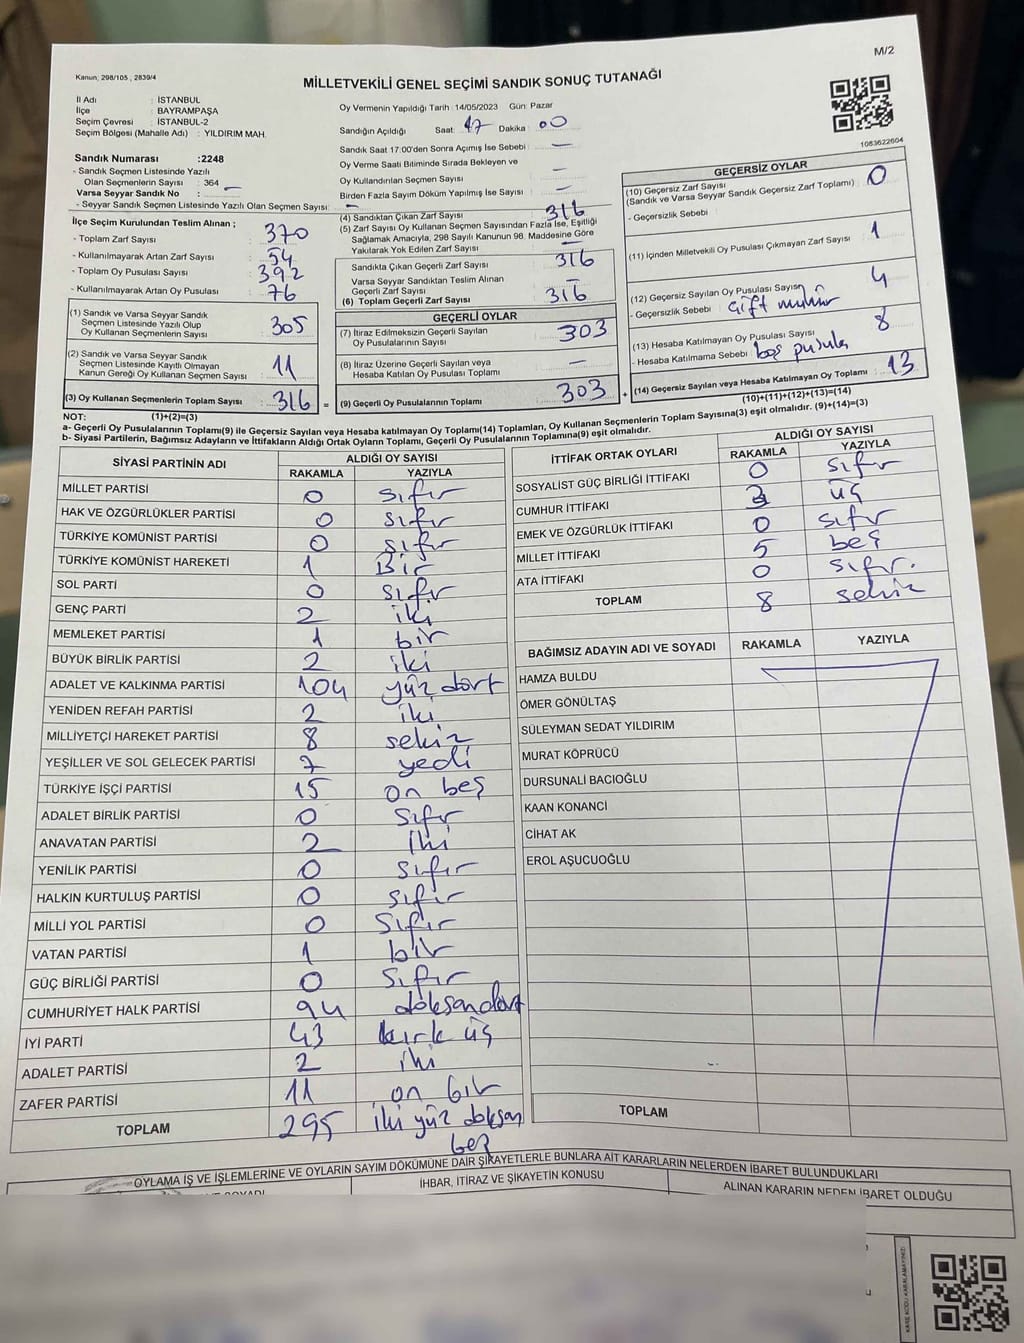 M/2
Kanun; 298/105 , 2839/4
MİLLETVEKİLİ GENEL SEÇİMİ SANDIK SONUÇ TUTANAĞI
İl Adı : İSTANBUL
İlçe : BAYRAMPAŞA
Seçim Çevresi : İSTANBUL-2
Seçim Bölgesi (Mahalle Adı) : YILDIRIM MAH.
Sandık Numarası :2248
- Sandık Seçmen Listesinde Yazılı
Olan Seçmenlerin Sayısı : 364
Varsa Seyyar Sandık No : –
- Seyyar Sandık Seçmen Listesinde Yazılı Olan Seçmen Sayısı : –
İlçe Seçim Kurulundan Teslim Alınan ;
- Toplam Zarf Sayısı : 370
- Kullanılmayarak Artan Zarf Sayısı : 54
- Toplam Oy Pusulası Sayısı : 392
- Kullanılmayarak Artan Oy Pusulası : 76
(1) Sandık ve Varsa Seyyar Sandık
Seçmen Listesinde Yazılı Olup
Oy Kullanan Seçmenlerin Sayısı : 305
(2) Sandık ve Varsa Seyyar Sandık
Seçmen Listesinde Kayıtlı Olmayan
Kanun Gereği Oy Kullanan Seçmen Sayısı : 11
(3) Oy Kullanan Seçmenlerin Toplam Sayısı : 316 =
(1)+(2)=(3)
Oy Vermenin Yapıldığı Tarih :14/05/2023 Gün: Pazar
Sandığın Açıldığı Saat: 17 Dakika : 00
Sandık Saat 17:00'den Sonra Açımış İse Sebebi : –
Oy Verme Saati Bitiminde Sırada Bekleyen ve
Oy Kullandırılan Seçmen Sayısı : –
Birden Fazla Sayım Döküm Yapılmış İse Sayısı : –
(4) Sandıktan Çıkan Zarf Sayısı : 316
(5) Zarf Sayısı Oy Kullanan Seçmen Sayısından Fazla İse, Eşitliği
Sağlamak Amacıyla, 298 Sayılı Kanunun 98. Maddesine Göre
Yakılarak Yok Edilen Zarf Sayısı : –
Sandıkta Çıkan Geçerli Zarf Sayısı : 316
Varsa Seyyar Sandıktan Teslim Alınan
Geçerli Zarf Sayısı : –
(6) Toplam Geçerli Zarf Sayısı : 316
GEÇERLİ OYLAR
(7) İtiraz Edilmeksizin Geçerli Sayılan
Oy Pusulalarının Sayısı : 303
(8) İtiraz Üzerine Geçerli Sayılan veya
Hesaba Katılan Oy Pusulası Toplamı : –
(9) Geçerli Oy Pusulalarının Toplamı : 303 +
1083622604
GEÇERSİZ OYLAR
(10) Geçersiz Zarf Sayısı : 0
(Sandık ve Varsa Seyyar Sandık Geçersiz Zarf Toplamı)
- Geçersizlik Sebebi :
(11) İçinden Milletvekili Oy Pusulası Çıkmayan Zarf Sayısı : 1
(12) Geçersiz Sayılan Oy Pusulası Sayısı : 4
- Geçersizlik Sebebi : Çift mühür
(13) Hesaba Katılmayan Oy Pusulası Sayısı : 8
- Hesaba Katılmama Sebebi : boş pusula
(14) Geçersiz Sayılan veya Hesaba Katılmayan Oy Toplamı : 13
(10)+(11)+(12)+(13)=(14)
NOT:
a- Geçerli Oy Pusulalarının Toplamı(9) ile Geçersiz Sayılan veya Hesaba Katılmayan Oy Toplamı(14) Toplamları, Oy Kullanan Seçmenlerin Toplam Sayısına(3) eşit olmalıdır. (9)+(14)=(3)
b- Siyasi Partilerin, Bağımsız Adayların ve İttifakların Aldığı Ortak Oyların Toplamı, Geçerli Oy Pusulalarının Toplamına(9) eşit olmalıdır.
SİYASİ PARTİNİN ADI ALDIĞI OY SAYISI
RAKAMLA YAZIYLA
MİLLET PARTİSİ 0 sıfır
HAK VE ÖZGÜRLÜKLER PARTİSİ 0 sıfır
TÜRKİYE KOMÜNİST PARTİSİ 0 sıfır
TÜRKİYE KOMÜNİST HAREKETİ 1 Bir
SOL PARTİ 0 sıfır
GENÇ PARTİ 2 iki
MEMLEKET PARTİSİ 1 bir
BÜYÜK BİRLİK PARTİSİ 2 iki
ADALET VE KALKINMA PARTİSİ 104 yüz dört
YENİDEN REFAH PARTİSİ 2 iki
MİLLİYETÇİ HAREKET PARTİSİ 8 sekiz
YEŞİLLER VE SOL GELECEK PARTİSİ 7 yedi
TÜRKİYE İŞÇİ PARTİSİ 15 on beş
ADALET BİRLİK PARTİSİ 0 sıfır
ANAVATAN PARTİSİ 2 iki
YENİLİK PARTİSİ 0 sıfır
HALKIN KURTULUŞ PARTİSİ 0 sıfır
MİLLİ YOL PARTİSİ 0 sıfır
VATAN PARTİSİ 1 bir
GÜÇ BİRLİĞİ PARTİSİ 0 sıfır
CUMHURİYET HALK PARTİSİ 94 doksan dört
İYİ PARTİ 43 kırk üç
ADALET PARTİSİ 2 iki
ZAFER PARTİSİ 11 on bir
TOPLAM 295 iki yüz doksan
beş
İTTİFAK ORTAK OYLARI ALDIĞI OY SAYISI
RAKAMLA YAZIYLA
SOSYALİST GÜÇ BİRLİĞİ İTTİFAKI 0 sıfır
CUMHUR İTTİFAKI 3 üç
EMEK VE ÖZGÜRLÜK İTTİFAKI 0 sıfır
MİLLET İTTİFAKI 5 beş
ATA İTTİFAKI 0 sıfır.
TOPLAM 8 sekiz
BAĞIMSIZ ADAYIN ADI VE SOYADI RAKAMLA YAZIYLA
HAMZA BULDU
ÖMER GÖNÜLTAŞ
SÜLEYMAN SEDAT YILDIRIM
MURAT KÖPRÜCÜ
DURSUNALİ BACIOĞLU
KAAN KONANCİ
CİHAT AK
EROL AŞUCUOĞLU
TOPLAM
OYLAMA İŞ VE İŞLEMLERİNE VE OYLARIN SAYIM DÖKÜMÜNE DAİR ŞİKAYETLERLE BUNLARA AİT KARARLARIN NELERDEN İBARET BULUNDUKLARI
SOYADI İHBAR, İTİRAZ VE ŞİKAYETİN KONUSU ALINAN KARARIN NEDEN İBARET OLDUĞU
KARE KODU KARALAMAYINIZ!